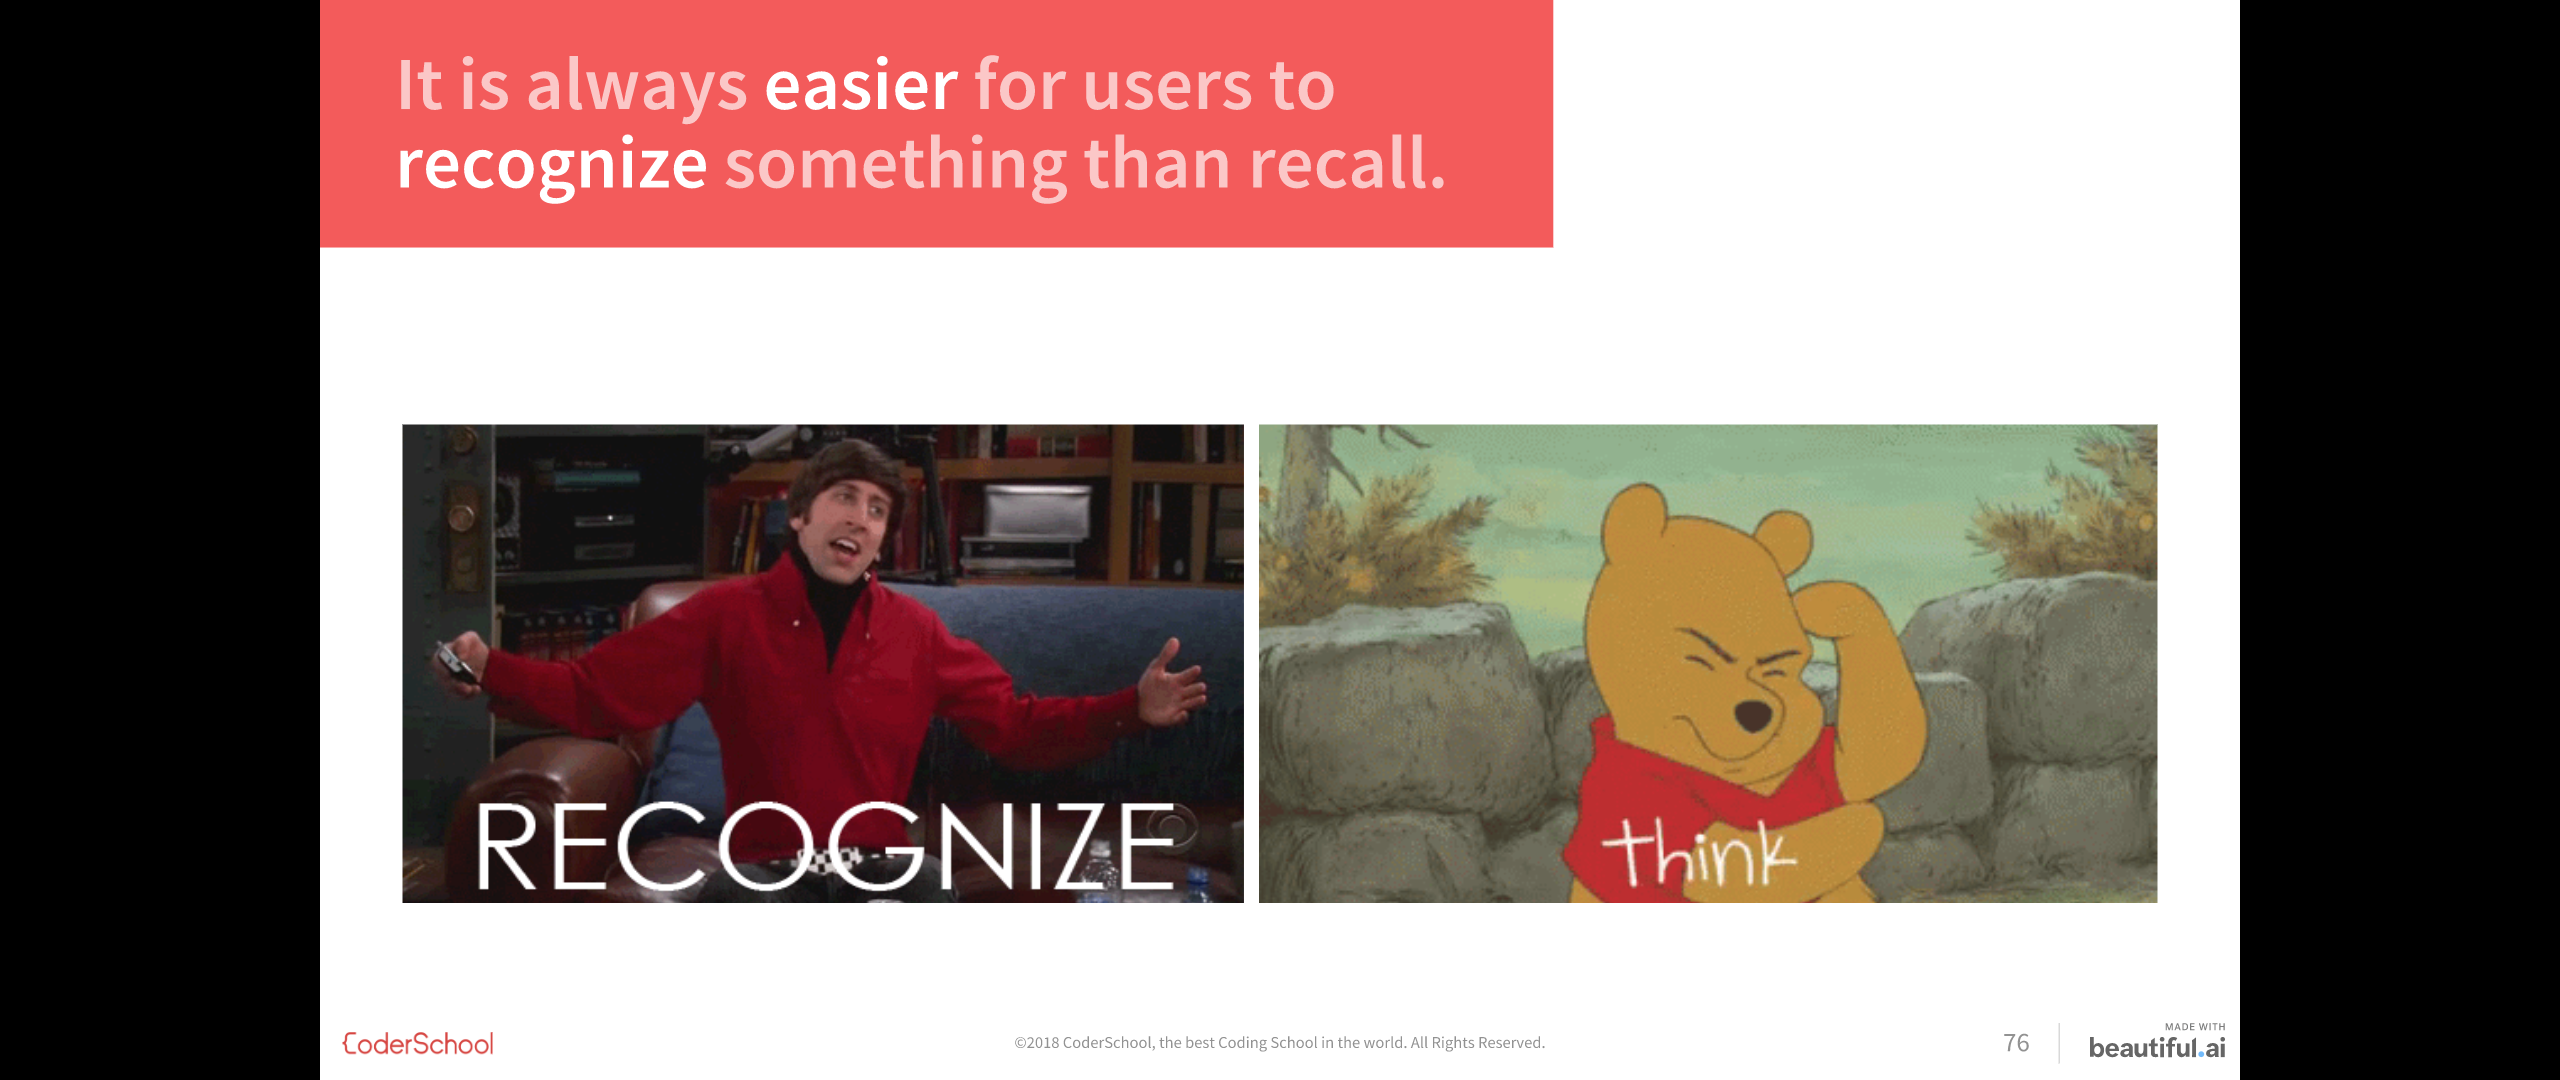 It is always easier for users to
recognize something than recall.
RECOGNIZE
think
{CoderSchool
©2018 CoderSchool, the best Coding School in the world. All Rights Reserved.
76
MADE WITH
beautiful.ai